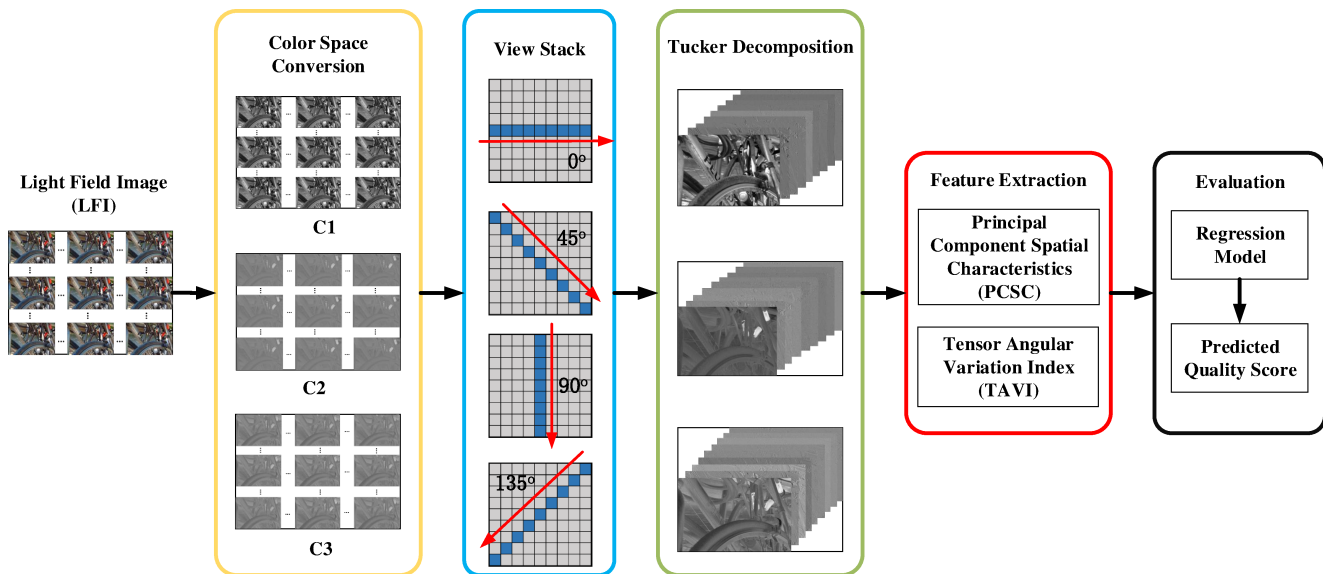 Light Field Image
(LFI)
Color Space
Conversion
C1
C2
C3
View Stack
0°
45°
90°
135°
Tucker Decomposition
Feature Extraction
Principal
Component Spatial
Characteristics
(PCSC)
Tensor Angular
Variation Index
(TAVI)
Evaluation
Regression
Model
Predicted
Quality Score